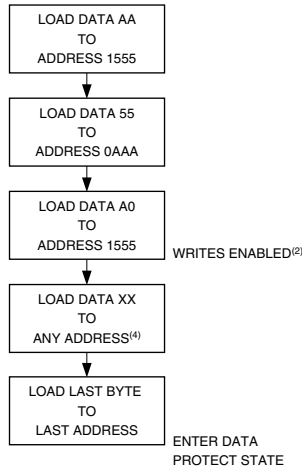 LOAD DATA AA
TO
ADDRESS 1555
LOAD DATA 55
TO
ADDRESS 0AAA
LOAD DATA A0
TO
ADDRESS 1555
WRITES ENABLED(2)
LOAD DATA XX
TO
ANY ADDRESS(4)
LOAD LAST BYTE
TO
LAST ADDRESS
ENTER DATA
PROTECT STATE